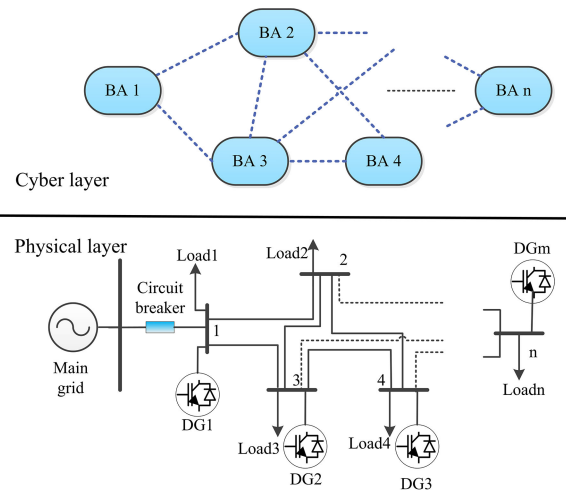 BA 2
BA 1
BA n
BA 3
BA 4
Cyber layer
Physical layer
Load1
Load2
2
DGm
Circuit
breaker
1
Main
grid
n
3
4
Loadn
DG1
Load3
Load4
DG2
DG3